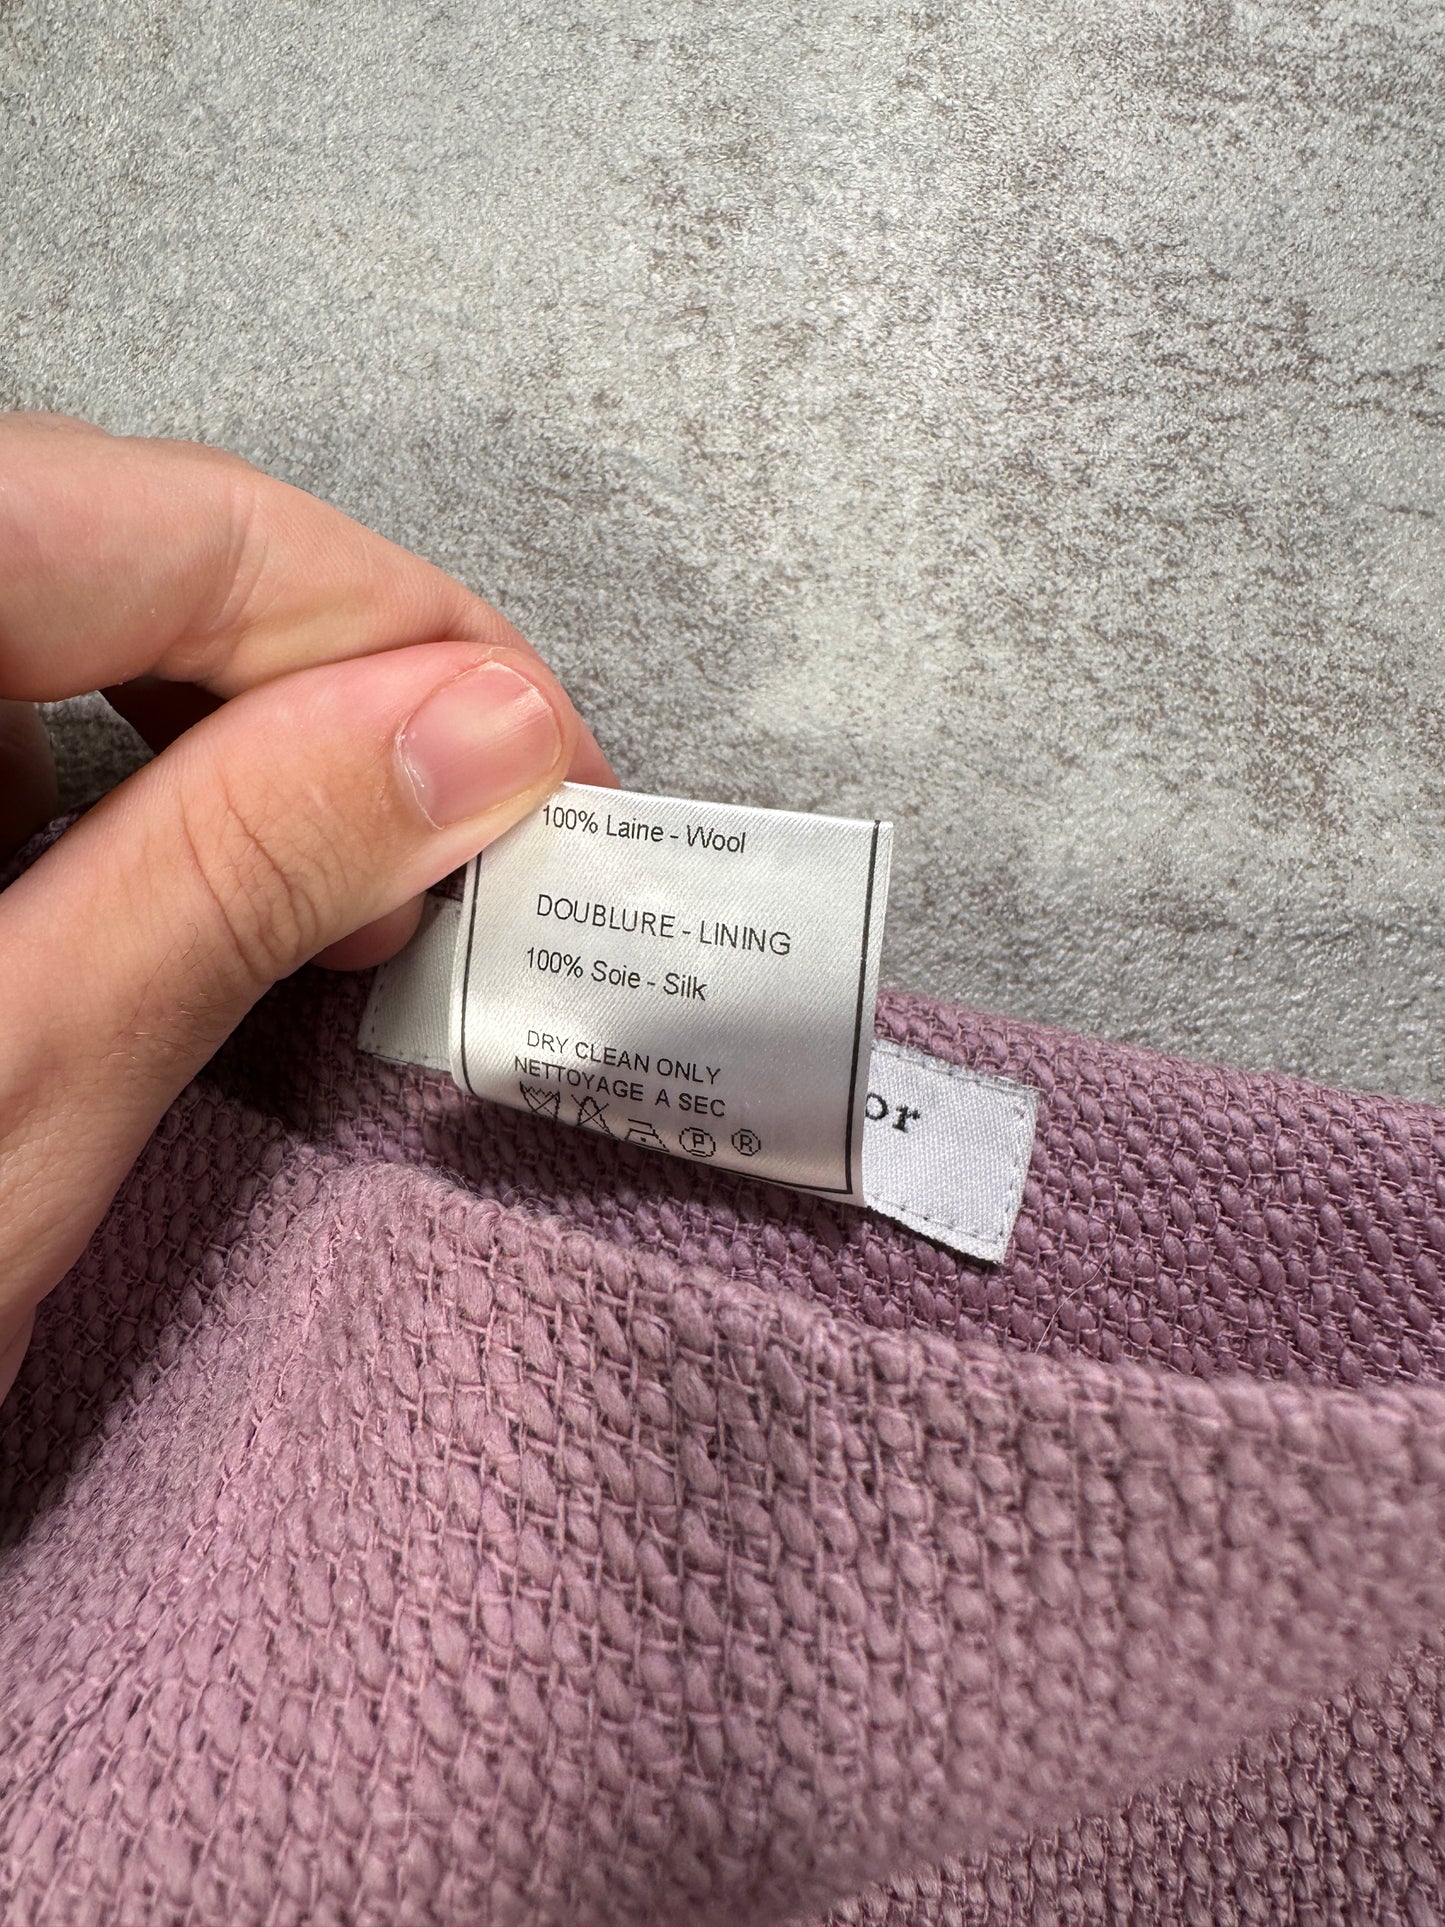 100% Laine - Wool
DOUBLURE - LINING
100% Soie - Silk
DRY CLEAN ONLY
NETTOYAGE A SEC
P R
or